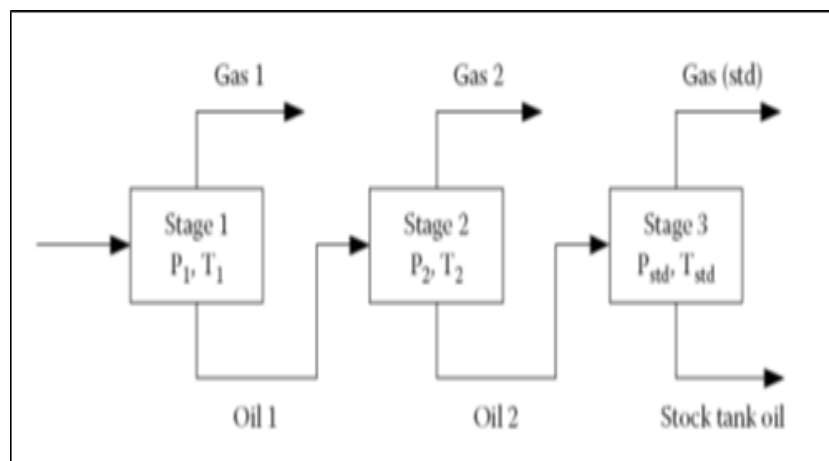 Gas 1
Gas 2
Gas (std)
Stage 1
P₁, T₁
Stage 2
P₂, T₂
Stage 3
Pstd, Tstd
Oil 1
Oil 2
Stock tank oil